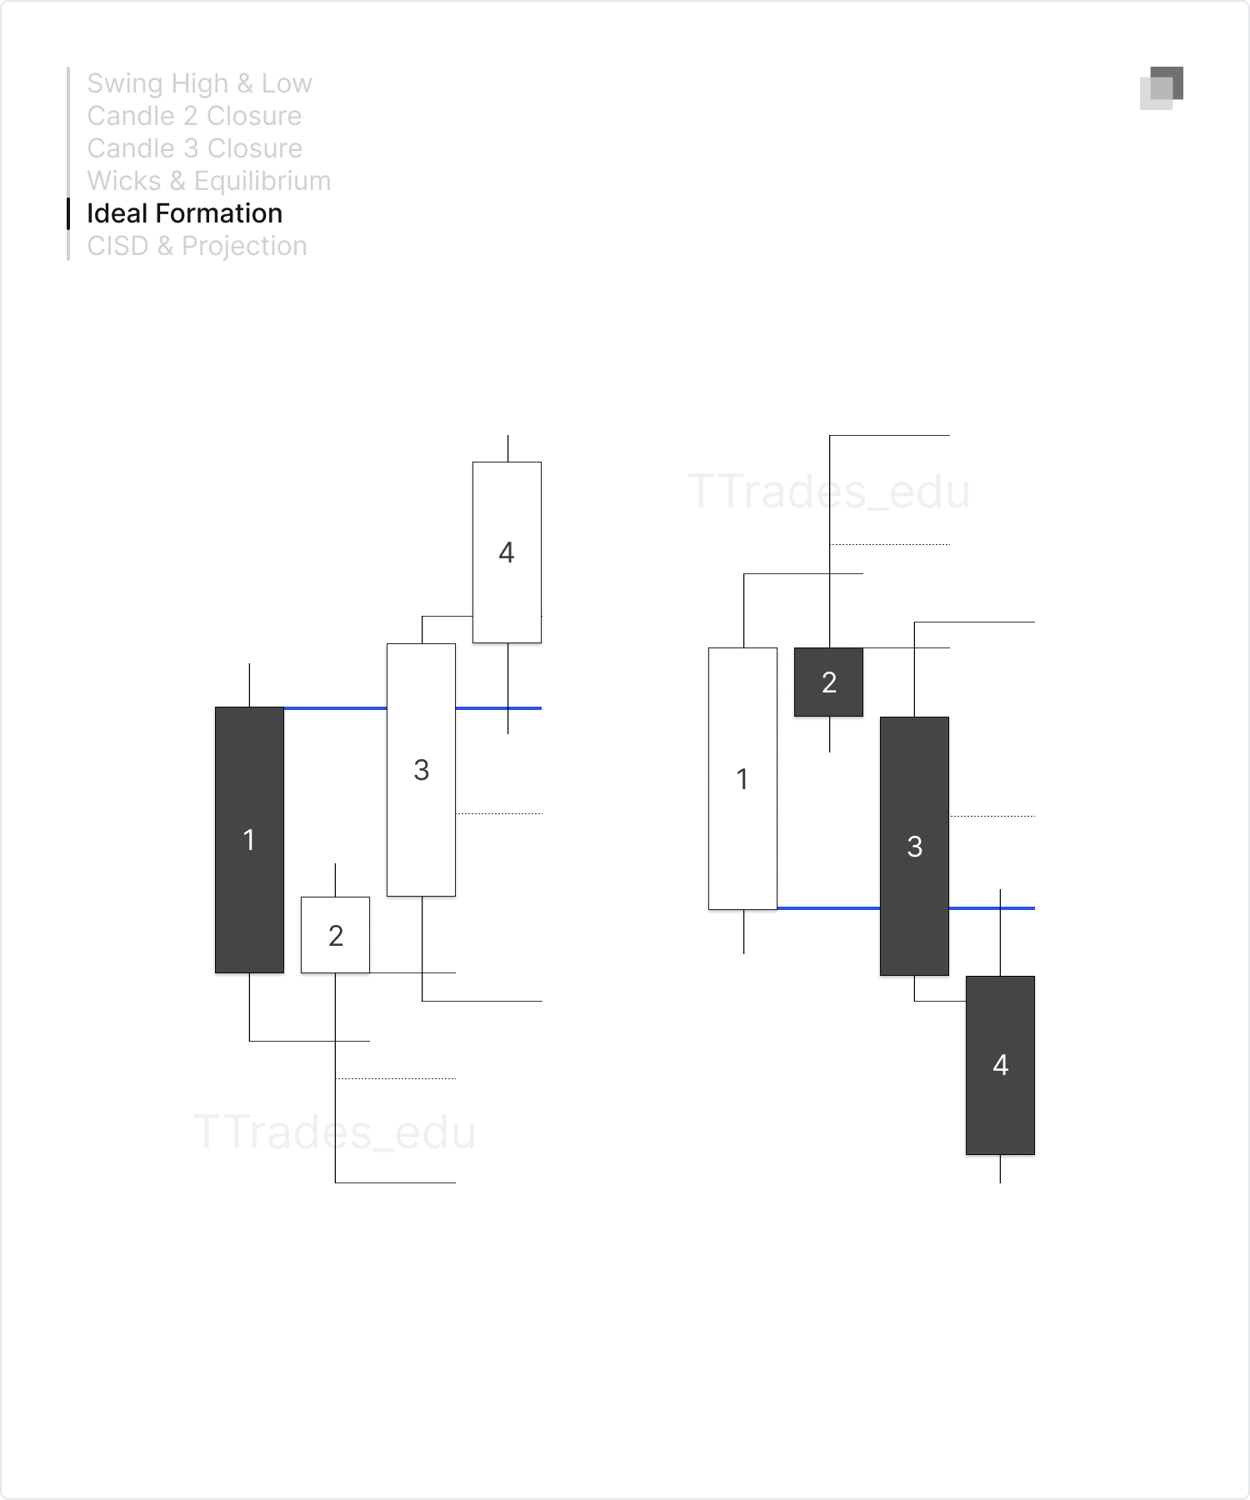 Swing High & Low
Candle 2 Closure
Candle 3 Closure
Wicks & Equilibrium
Ideal Formation
CISD & Projection
4
3
1
2
TTrades_edu
TTrades_edu
2
1
3
4